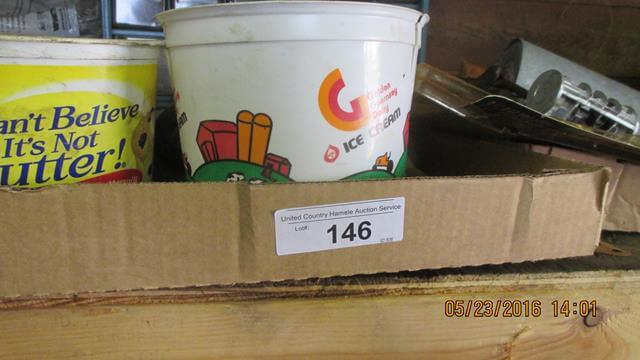 an't Believe
It's Not
utter!
G
Golden
Guernsey
Dairy
ICE CREAM
United Country Hamele Auction Service
Lot#:
146
05/23/2016 14:01